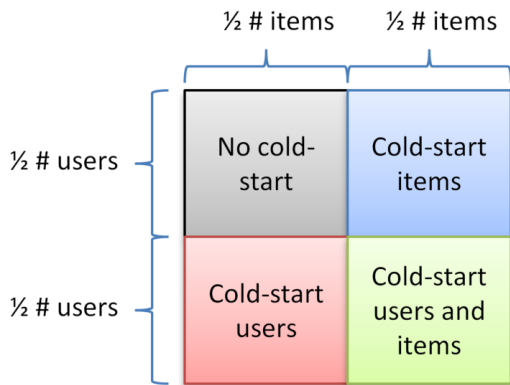 ½ # items
½ # items
½ # users
No cold-
start
Cold-start
items
½ # users
Cold-start
users
Cold-start
users and
items